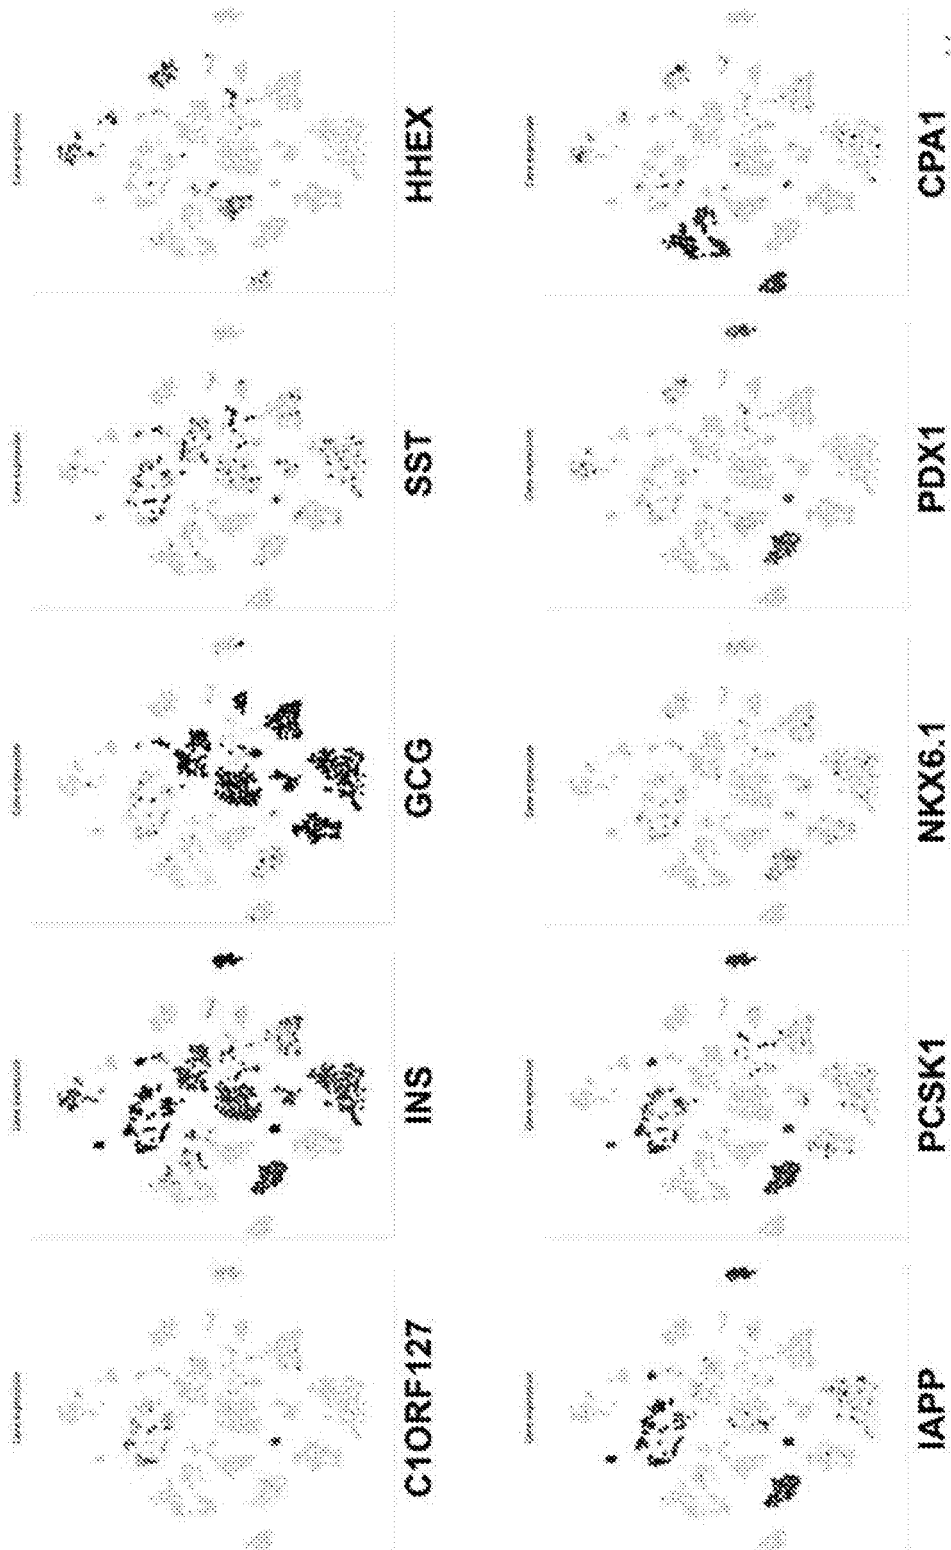 C1ORF127
INS
GCG
SST
HHEX
IAPP
PCSK1
NKX6.1
PDX1
CPA1